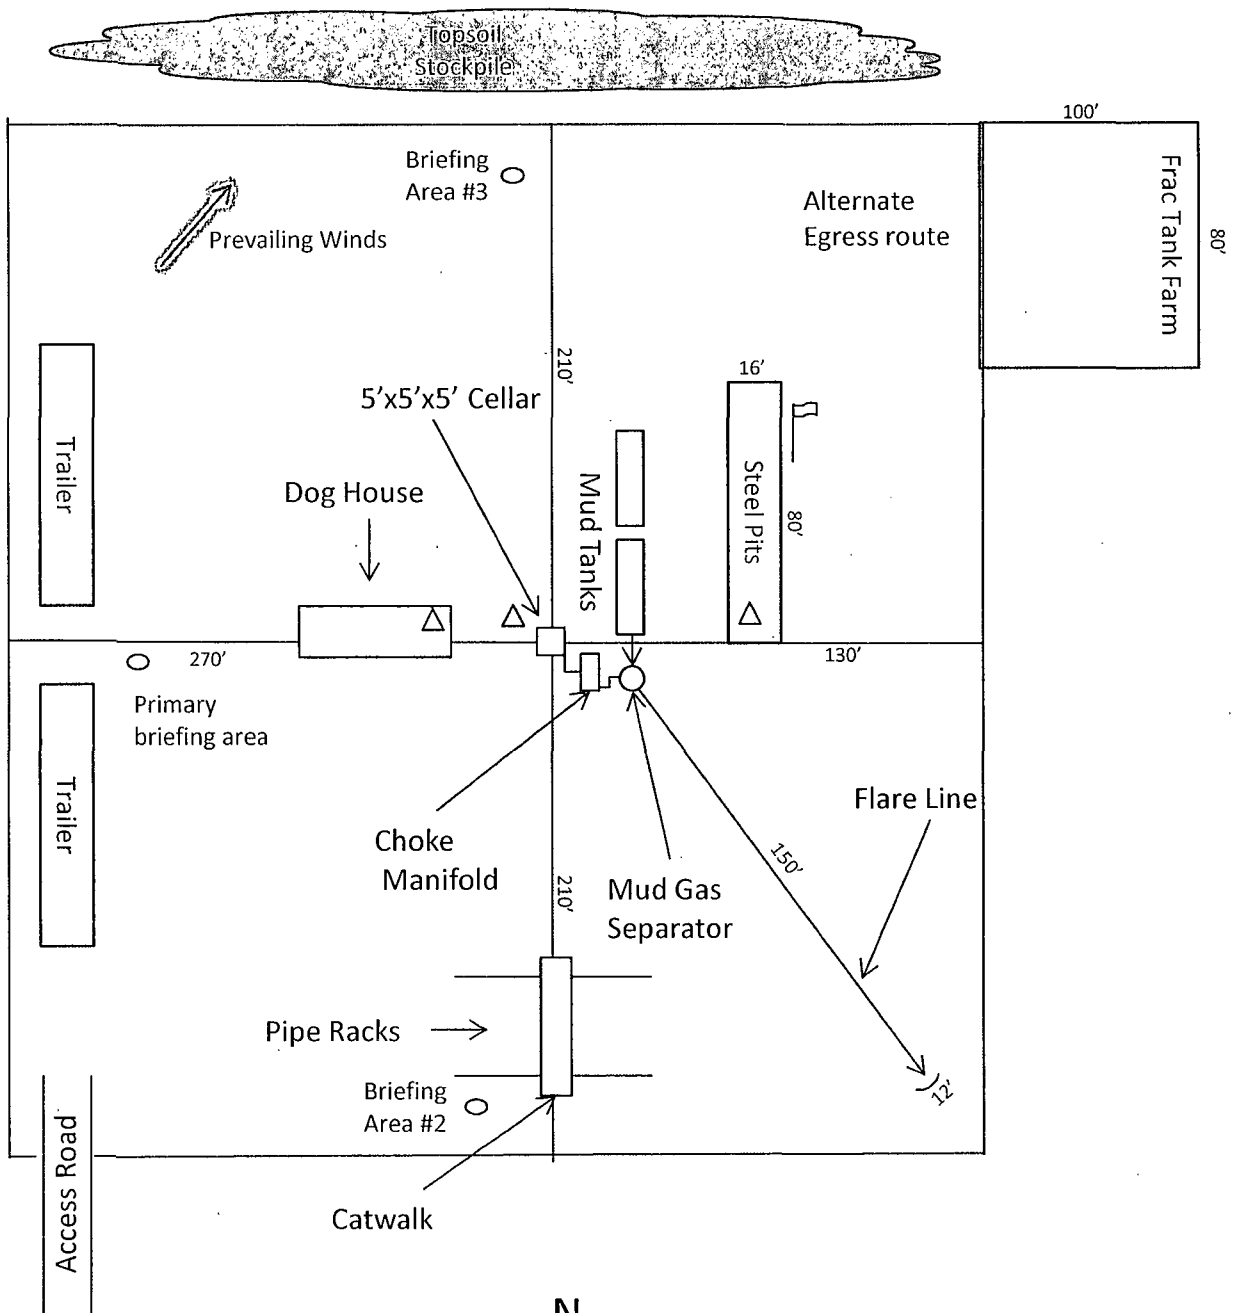 Topsoil
Stockpile
100'
Briefing
Area #3
Alternate
Egress route
Frac Tank Farm
80'
Prevailing Winds
210'
16'
5'x5'x5' Cellar
Trailer
Dog House
Mud Tanks
Steel Pits
80'
270'
130'
Primary
briefing area
Trailer
Flare Line
Choke
Manifold
150'
210'
Mud Gas
Separator
Pipe Racks
Briefing
Area #2
12'
Access Road
Catwalk
N